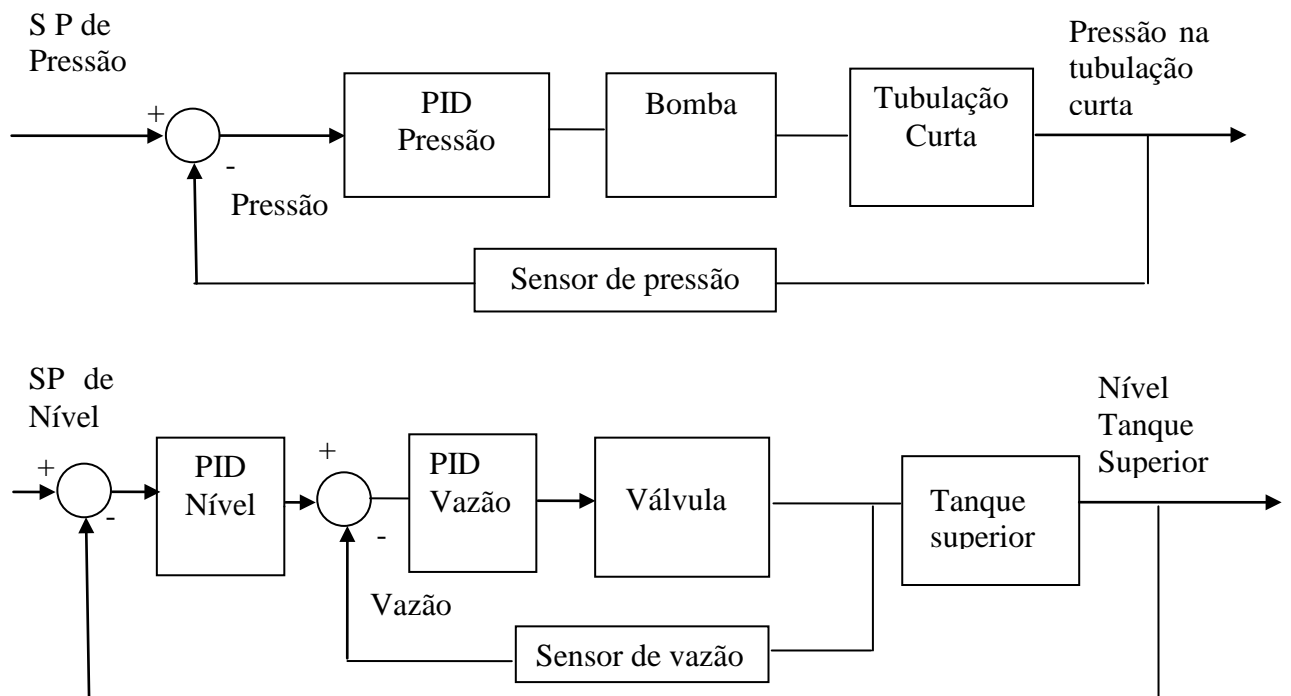 S P de
Pressão
+
-
Pressão
PID
Pressão
Bomba
Tubulação
Curta
Pressão na
tubulação
curta
Sensor de pressão
SP de
Nível
+
-
PID
Nível
+
-
Vazão
PID
Vazão
Válvula
Tanque
superior
Nível
Tanque
Superior
Sensor de vazão